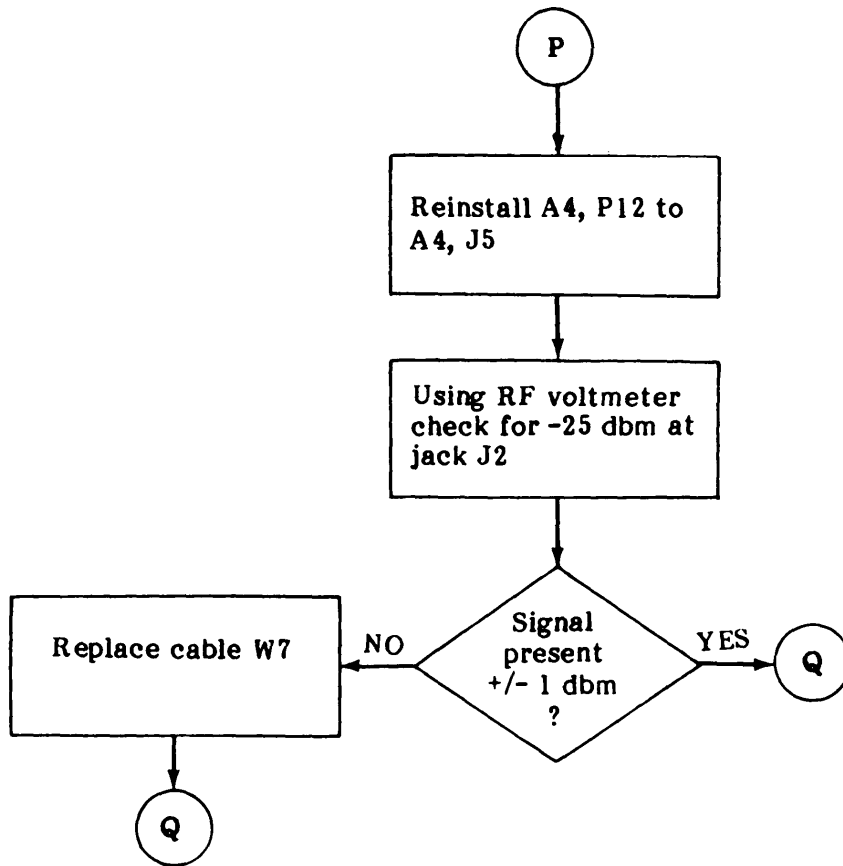 P
Reinstall A4, P12 to
A4, J5
Using RF voltmeter
check for -25 dbm at
jack J2
Signal
present
+/- 1 dbm
?
NO
YES
Replace cable W7
Q
Q